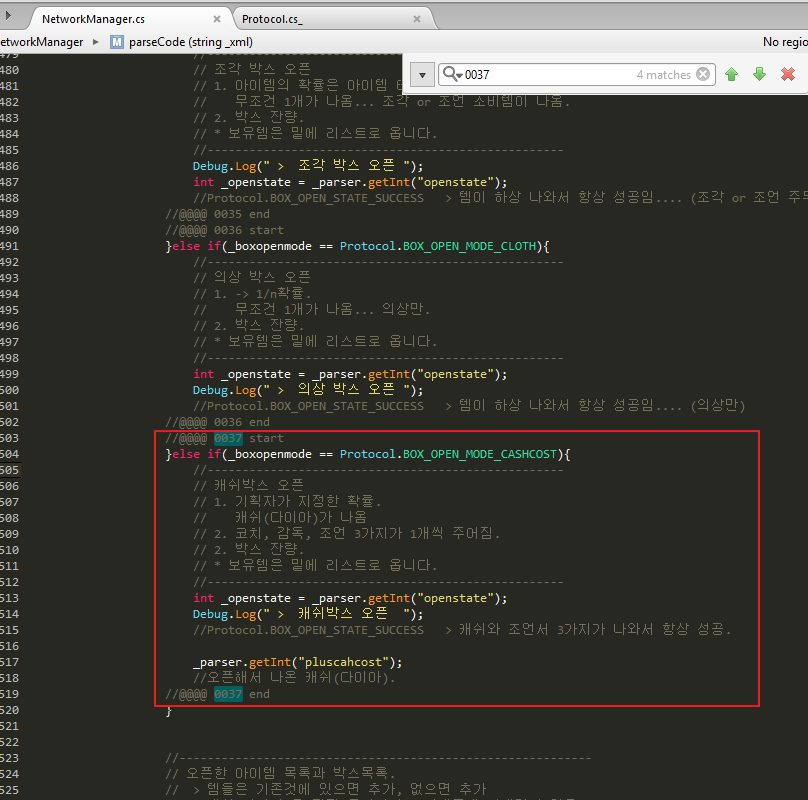 NetworkManager.cs
Protocol.cs_
etworkManager ▸ M parseCode (string _xml)
No regio
0037
4 matches
479 //
480 // 조각 박스 오픈
481 // 1. 아이템의 확률은 아이템
482 // 무조건 1개가 나옴... 조각 or 조언 소비템이 나옴.
483 // 2. 박스 잔량.
484 // * 보유템은 밑에 리스트로 옵니다.
485 //-----------------------------------------------------
486 Debug.Log(" > 조각 박스 오픈 ");
487 int _openstate = _parser.getInt("openstate");
488 //Protocol.BOX_OPEN_STATE_SUCCESS > 템이 하상 나와서 항상 성공임.... (조각 or 조언
489 //@@@@ 0035 end
490 //@@@@ 0036 start
491 }else if(_boxopenmode == Protocol.BOX_OPEN_MODE_CLOTH){
492 //-----------------------------------------------------
493 // 의상 박스 오픈
494 // 1. -> 1/n확률.
495 // 무조건 1개가 나옴... 의상만.
496 // 2. 박스 잔량.
497 // * 보유템은 밑에 리스트로 옵니다.
498 //-----------------------------------------------------
499 int _openstate = _parser.getInt("openstate");
500 Debug.Log(" > 의상 박스 오픈 ");
501 //Protocol.BOX_OPEN_STATE_SUCCESS > 템이 하상 나와서 항상 성공임.... (의상만)
502 //@@@@ 0036 end
503 //@@@@ 0037 start
504 }else if(_boxopenmode == Protocol.BOX_OPEN_MODE_CASHCOST){
505 //-----------------------------------------------------
506 // 캐쉬박스 오픈
507 // 1. 기획자가 지정한 확률.
508 // 캐쉬(다이아)가 나옴
509 // 2. 코치, 감독, 조언 3가지가 1개씩 주어짐.
510 // 2. 박스 잔량.
511 // * 보유템은 밑에 리스트로 옵니다.
512 //-----------------------------------------------------
513 int _openstate = _parser.getInt("openstate");
514 Debug.Log(" > 캐쉬박스 오픈 ");
515 //Protocol.BOX_OPEN_STATE_SUCCESS > 캐쉬와 조언서 3가지가 나와서 항상 성공.
516
517 _parser.getInt("pluscahcost");
518 //오픈해서 나온 캐쉬(다이아).
519 //@@@@ 0037 end
520 }
521
522
523 //-------------------------------------------------------------
524 // 오픈한 아이템 목록과 박스목록.
525 // > 템들은 기존것에 있으면 추가, 없으면 추가